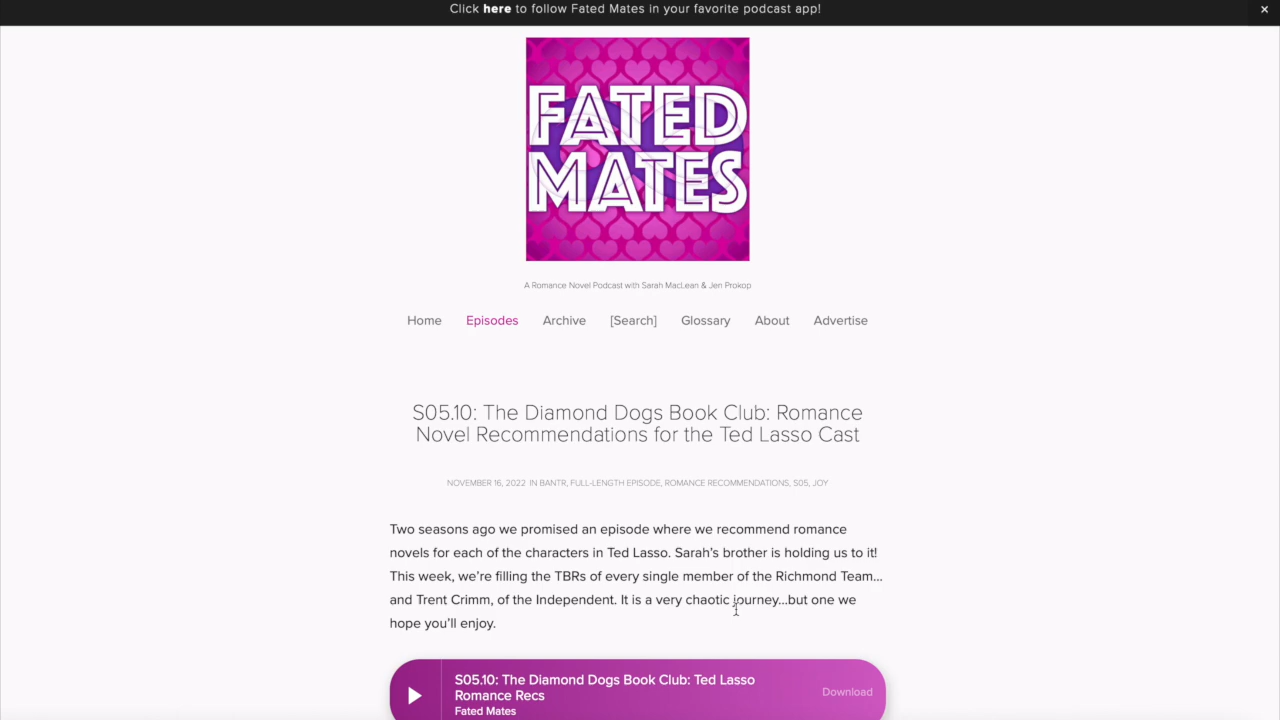 Click here to follow Fated Mates in your favorite podcast app!
×
FATED
MATES
A Romance Novel Podcast with Sarah MacLean & Jen Prokop
Home Episodes Archive [Search] Glossary About Advertise
S05.10: The Diamond Dogs Book Club: Romance
Novel Recommendations for the Ted Lasso Cast
NOVEMBER 16, 2022 IN BANTR, FULL-LENGTH EPISODE, ROMANCE RECOMMENDATIONS, S05, JOY
Two seasons ago we promised an episode where we recommend romance
novels for each of the characters in Ted Lasso. Sarah’s brother is holding us to it!
This week, we’re filling the TBRs of every single member of the Richmond Team…
and Trent Crimm, of the Independent. It is a very chaotic journey…but one we
hope you’ll enjoy.
S05.10: The Diamond Dogs Book Club: Ted Lasso
Romance Recs
Download
Fated Mates